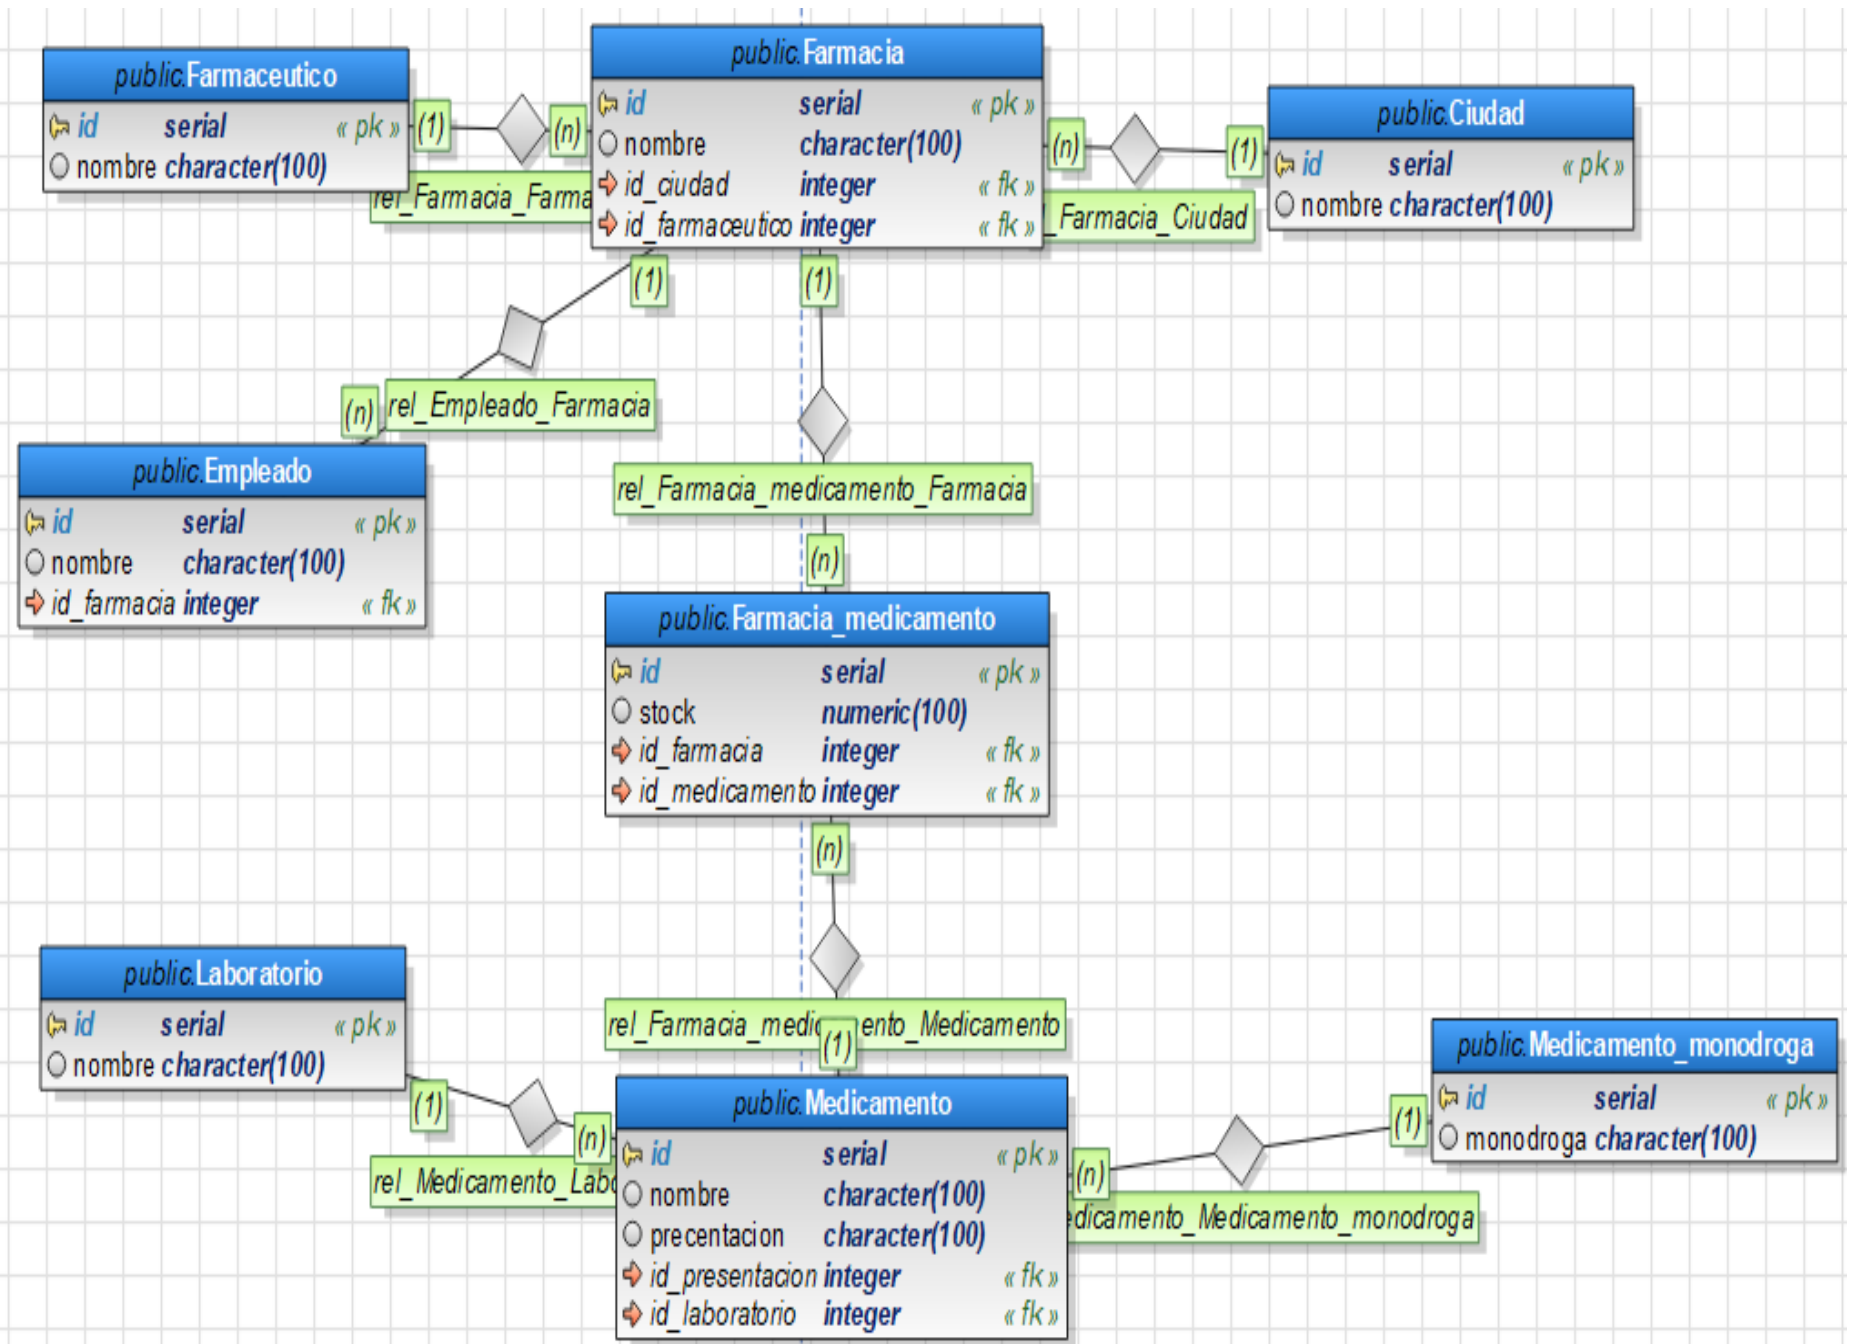 public.Farmaceutico
id serial « pk »
nombre character(100)
(1)
(n)
rel_Farmacia_Farma
public.Farmacia
id serial « pk »
nombre character(100)
id_ciudad integer « fk »
id_farmaceutico integer « fk »
(n)
(1)
_Farmacia_Ciudad
public.Ciudad
id serial « pk »
nombre character(100)
(1)
(1)
(n)
rel_Empleado_Farmacia
public.Empleado
id serial « pk »
nombre character(100)
id_farmacia integer « fk »
rel_Farmacia_medicamento_Farmacia
(n)
public.Farmacia_medicamento
id serial « pk »
stock numeric(100)
id_farmacia integer « fk »
id_medicamento integer « fk »
(n)
rel_Farmacia_medic ento_Medicamento
(1)
public.Laboratorio
id serial « pk »
nombre character(100)
(1)
(n)
rel_Medicamento_Labo
public.Medicamento
id serial « pk »
nombre character(100)
precentacion character(100)
id_presentacion integer « fk »
id_laboratorio integer « fk »
(n)
(1)
edicamento_Medicamento_monodroga
public.Medicamento_monodroga
id serial « pk »
monodroga character(100)